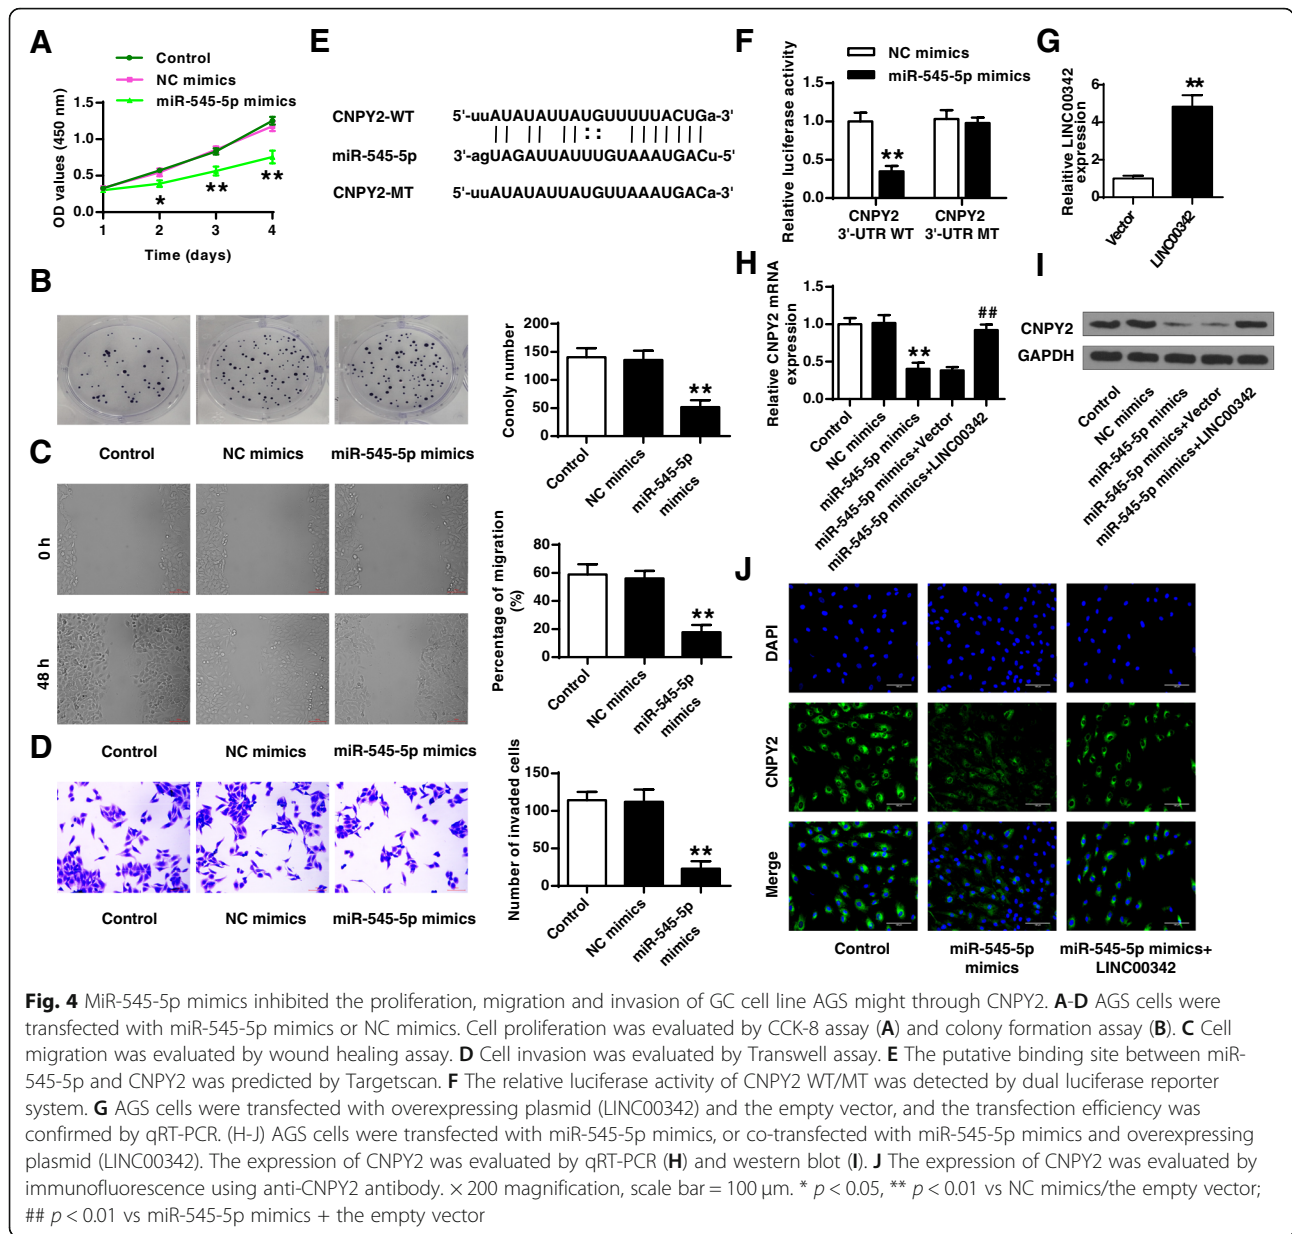 A
Control
NC mimics
miR-545-5p mimics
OD values (450 nm)
1.5
1.0
0.5
0.0
*
**
**
1 2 3 4
Time (days)
E
CNPY2-WT 5'-uuAUAUAUUAUGUUUUUACUGa-3'
miR-545-5p 3'-agUAGAUUAUUUGUAAAUGACu-5'
CNPY2-MT 5'-uuAUAUAUUAUGUUAAAUGACa-3'
F
NC mimics
miR-545-5p mimics
Relative luciferase activity
1.5
1.0
0.5
0.0
**
CNPY2 3'-UTR WT
CNPY2 3'-UTR MT
G
Relaitive LINC00342 expression
6
4
2
0
**
Vector
LINC00342
B
Control NC mimics miR-545-5p mimics
Conoly number
200
150
100
50
0
**
Control
NC mimics
miR-545-5p mimics
C
0 h
48 h
Control NC mimics miR-545-5p mimics
Percentage of migration (%)
80
60
40
20
0
**
Control
NC mimics
miR-545-5p mimics
D
Control NC mimics miR-545-5p mimics
Number of invaded cells
150
100
50
0
**
Control
NC mimics
miR-545-5p mimics
H
Relative CNPY2 mRNA expression
1.5
1.0
0.5
0.0
**
##
Control
NC mimics
miR-545-5p mimics
miR-545-5p mimics+Vector
miR-545-5p mimics+LINC00342
I
CNPY2
GAPDH
Control
NC mimics
miR-545-5p mimics
miR-545-5p mimics+Vector
miR-545-5p mimics+LINC00342
J
DAPI
CNPY2
Merge
Control
miR-545-5p mimics
miR-545-5p mimics+ LINC00342
Fig. 4 MiR-545-5p mimics inhibited the proliferation, migration and invasion of GC cell line AGS might through CNPY2. A-D AGS cells were
transfected with miR-545-5p mimics or NC mimics. Cell proliferation was evaluated by CCK-8 assay (A) and colony formation assay (B). C Cell
migration was evaluated by wound healing assay. D Cell invasion was evaluated by Transwell assay. E The putative binding site between miR-
545-5p and CNPY2 was predicted by Targetscan. F The relative luciferase activity of CNPY2 WT/MT was detected by dual luciferase reporter
system. G AGS cells were transfected with overexpressing plasmid (LINC00342) and the empty vector, and the transfection efficiency was
confirmed by qRT-PCR. (H-J) AGS cells were transfected with miR-545-5p mimics, or co-transfected with miR-545-5p mimics and overexpressing
plasmid (LINC00342). The expression of CNPY2 was evaluated by qRT-PCR (H) and western blot (I). J The expression of CNPY2 was evaluated by
immunofluorescence using anti-CNPY2 antibody. × 200 magnification, scale bar = 100 μm. * p < 0.05, ** p < 0.01 vs NC mimics/the empty vector;
## p < 0.01 vs miR-545-5p mimics + the empty vector